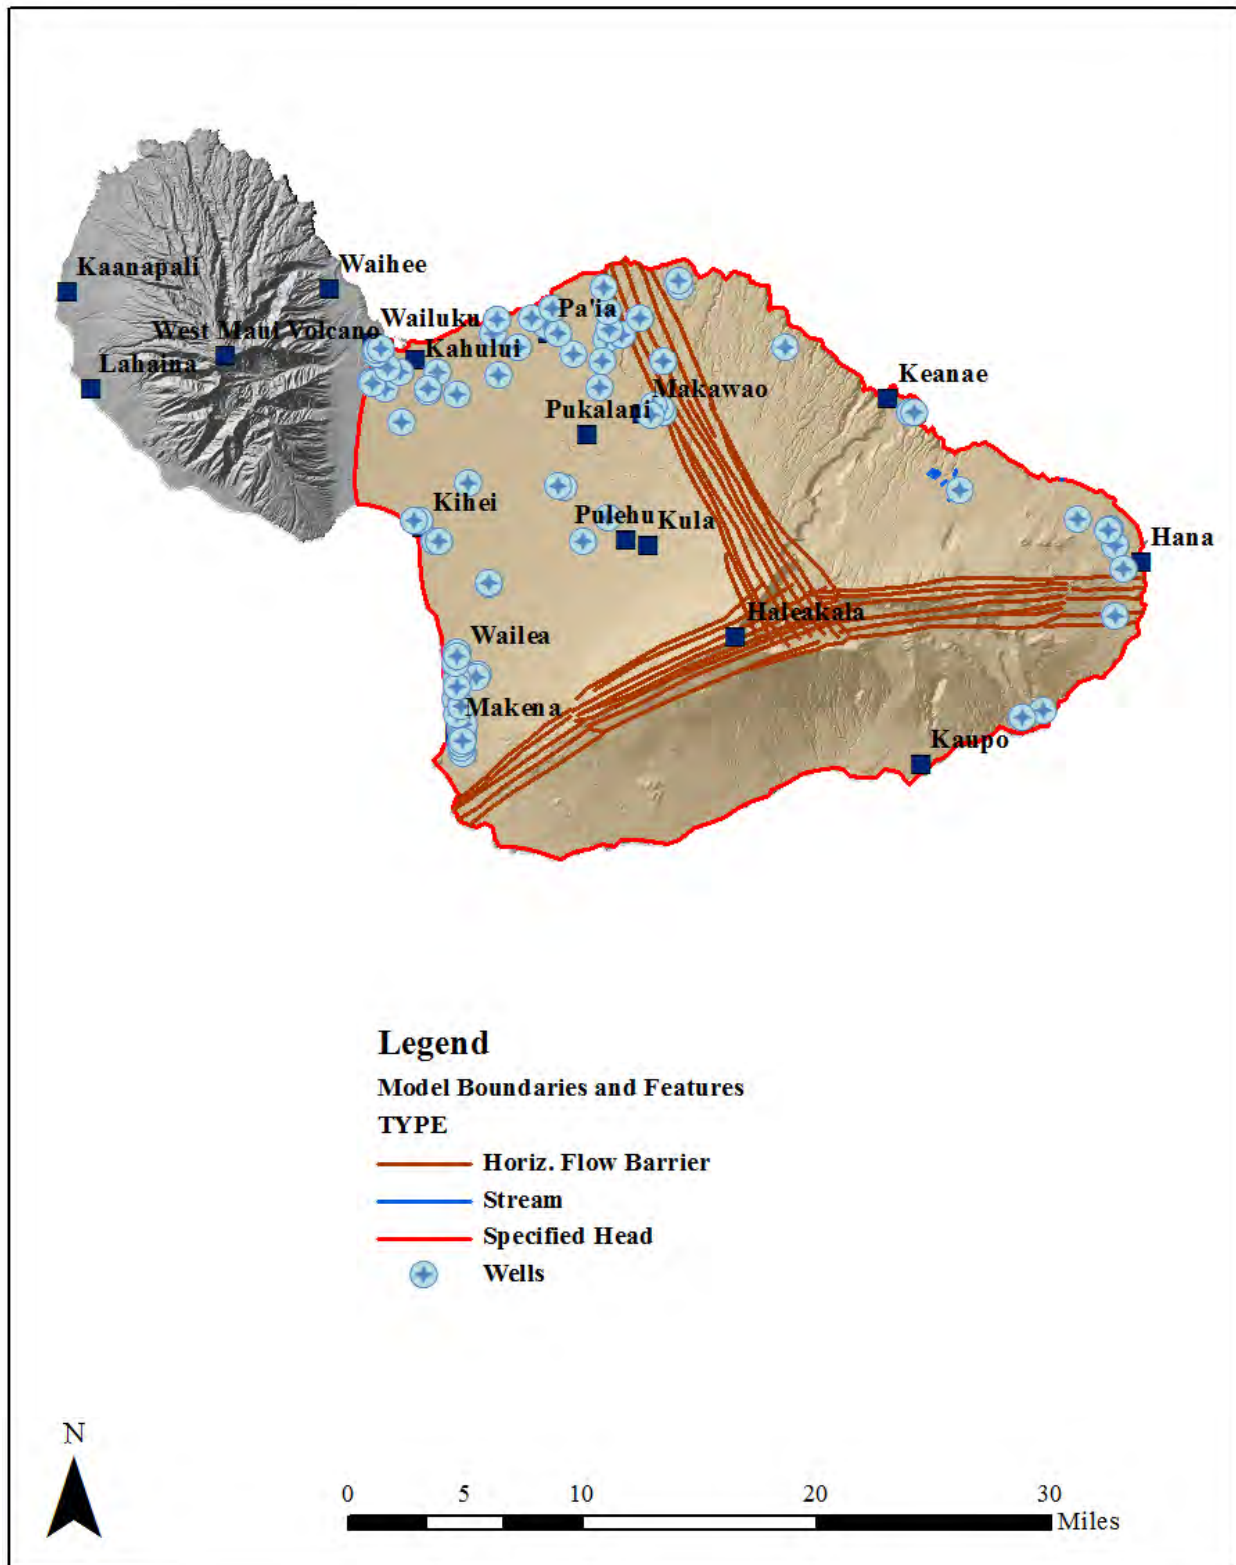 Kaanapali
Waihee
West Maui Volcano
Wailuku
Lahaina
Kahului
Pa'ia
Makawao
Pukalani
Keanae
Kihei
Pulehu
Kula
Hana
Haleakala
Wailea
Makena
Kaupo
Legend
Model Boundaries and Features
TYPE
Horiz. Flow Barrier
Stream
Specified Head
Wells
N
0 5 10 20 30
Miles